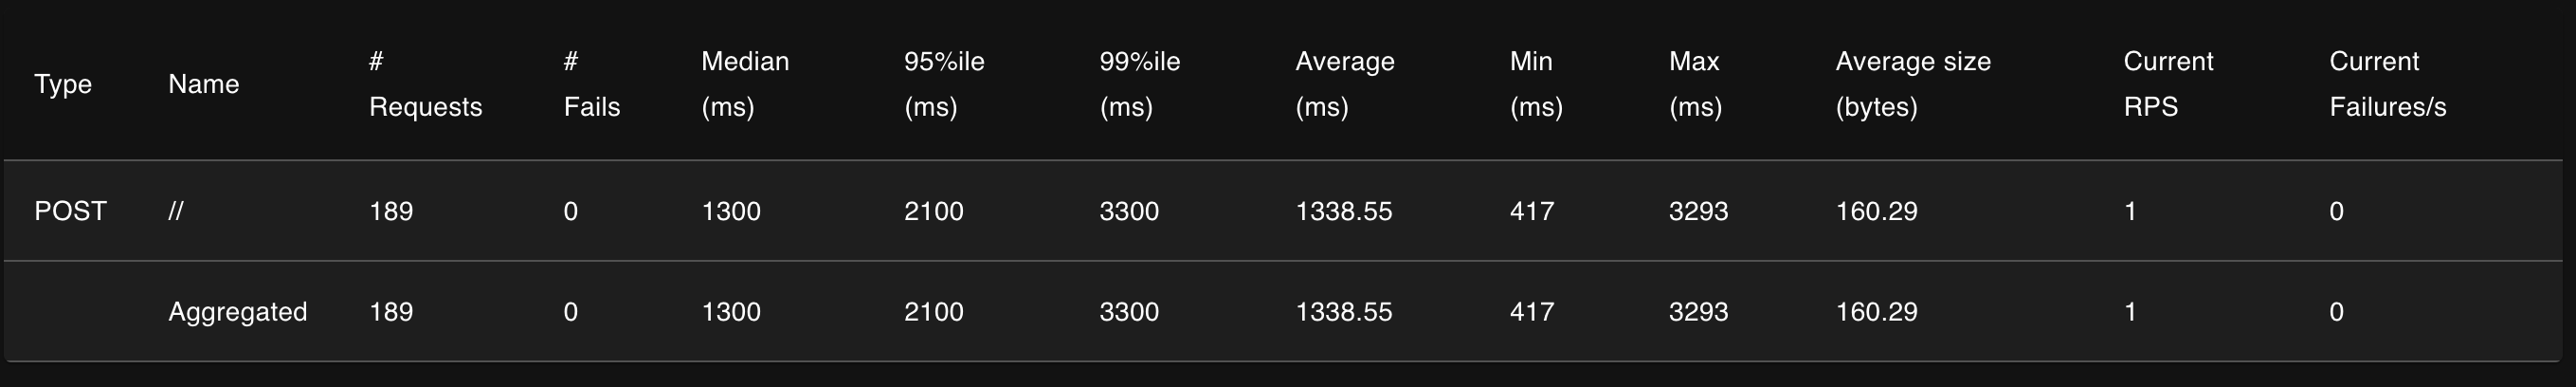 Type Name # Requests # Fails Median (ms) 95%ile (ms) 99%ile (ms) Average (ms) Min (ms) Max (ms) Average size (bytes) Current RPS Current Failures/s
POST // 189 0 1300 2100 3300 1338.55 417 3293 160.29 1 0
Aggregated 189 0 1300 2100 3300 1338.55 417 3293 160.29 1 0